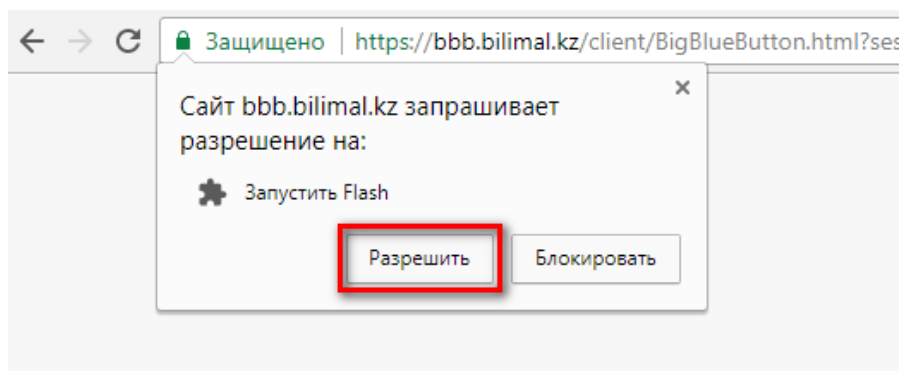 Защищено | https://bbb.bilimal.kz/client/BigBlueButton.html?ses
Сайт bbb.bilimal.kz запрашивает
разрешение на:
Запустить Flash
Разрешить Блокировать